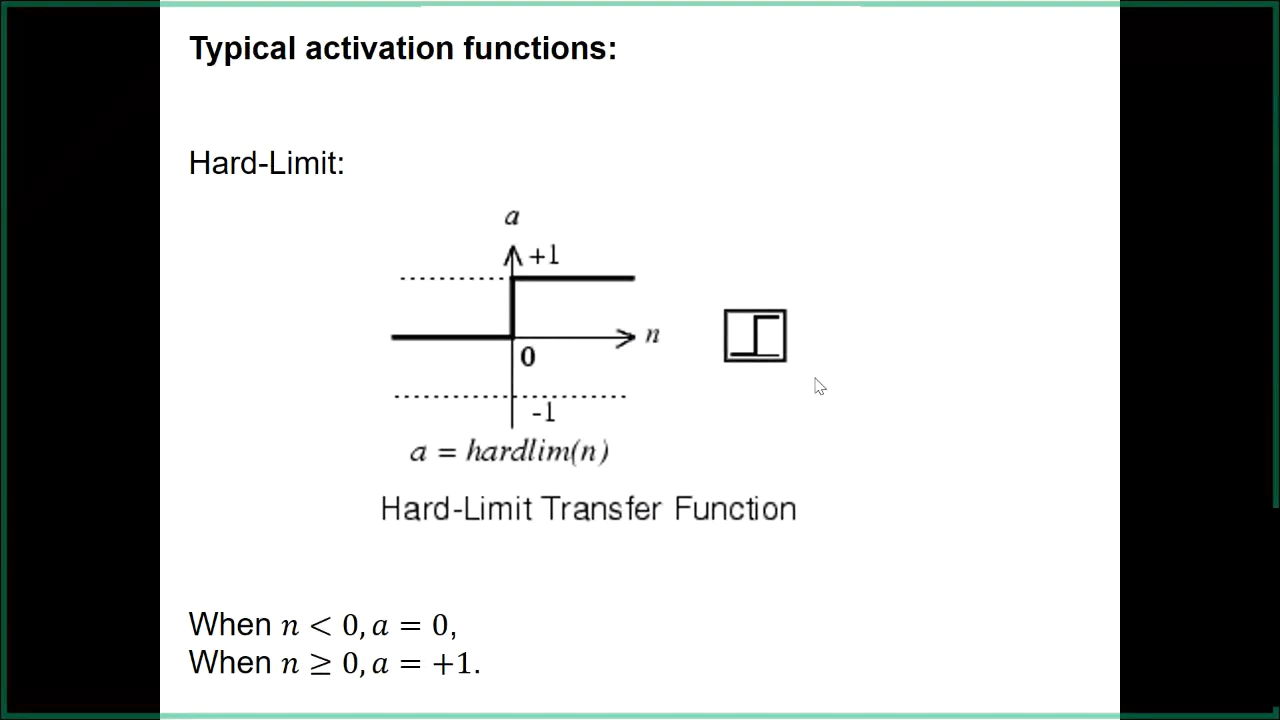 Typical activation functions:
Hard-Limit:
a
+1
n
0
-1
a = hardlim(n)
Hard-Limit Transfer Function
When n < 0, a = 0,
When n ≥ 0, a = +1.